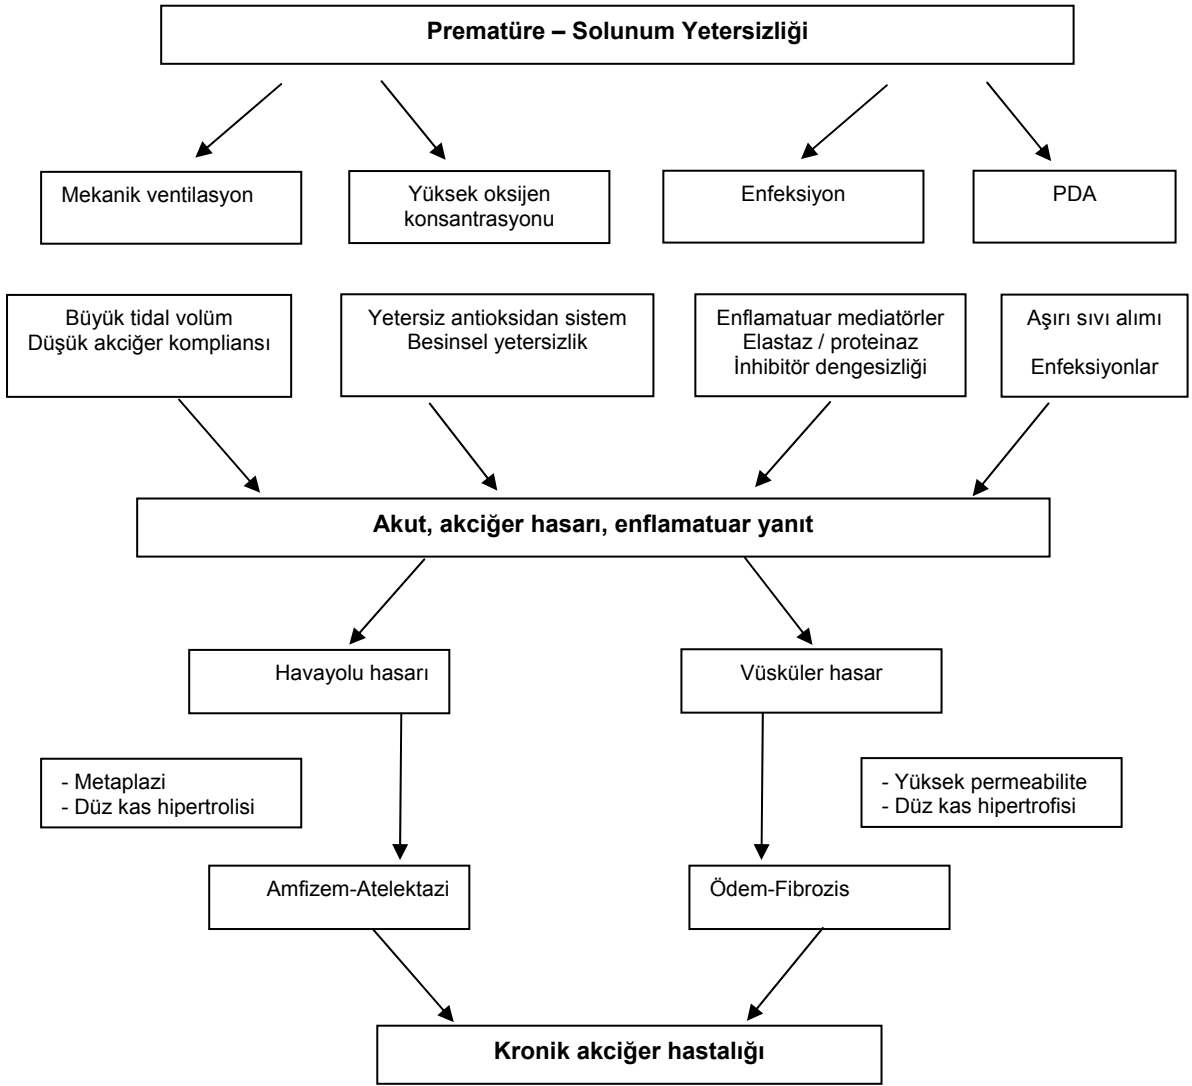 Prematüre – Solunum Yetersizliği
Mekanik ventilasyon
Yüksek oksijen
konsantrasyonu
Enfeksiyon
PDA
Büyük tidal volüm
Düşük akciğer kompliansı
Yetersiz antioksidan sistem
Besinsel yetersizlik
Enflamatuar mediatörler
Elastaz / proteinaz
İnhibitör dengesizliği
Aşırı sıvı alımı
Enfeksiyonlar
Akut, akciğer hasarı, enflamatuar yanıt
Havayolu hasarı
Vüsküler hasar
- Metaplazi
- Düz kas hipertrolisi
- Yüksek permeabilite
- Düz kas hipertrofisi
Amfizem-Atelektazi
Ödem-Fibrozis
Kronik akciğer hastalığı